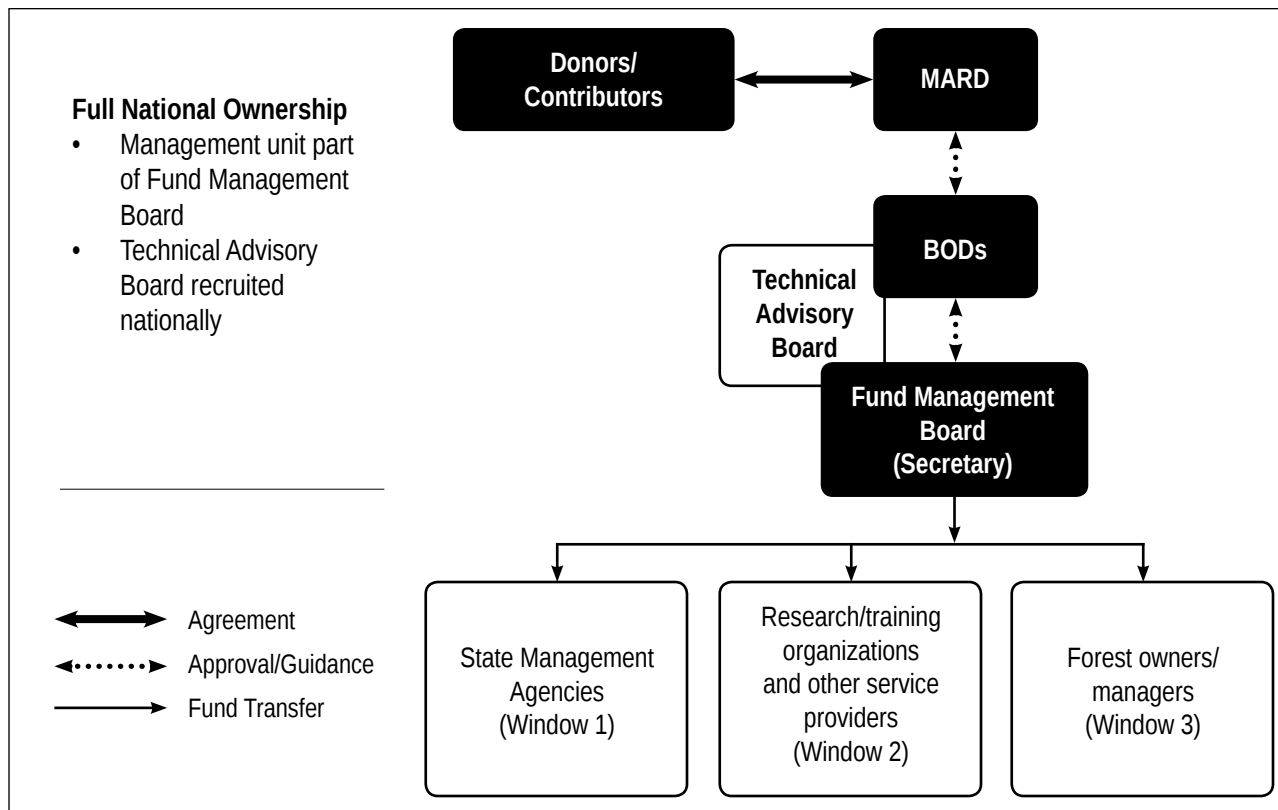 Full National Ownership
• Management unit part
of Fund Management
Board
• Technical Advisory
Board recruited
nationally
Donors/
Contributors
MARD
BODs
Technical
Advisory
Board
Fund Management
Board
(Secretary)
State Management
Agencies
(Window 1)
Research/training
organizations
and other service
providers
(Window 2)
Forest owners/
managers
(Window 3)
Agreement
Approval/Guidance
Fund Transfer